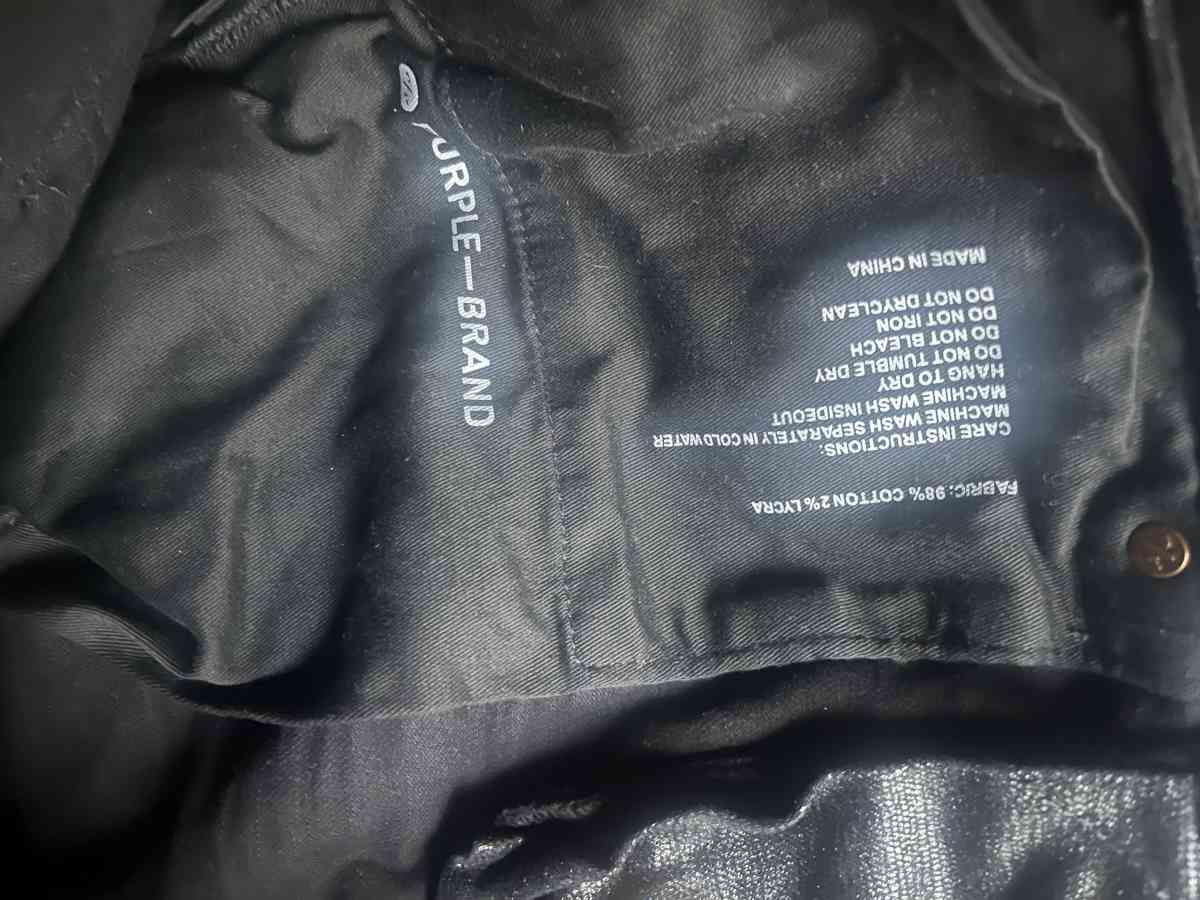 PURPLE—BRAND
FABRIC: 98% COTTON 2% LYCRA
CARE INSTRUCTIONS:
MACHINE WASH SEPARATELY IN COLD WATER
MACHINE WASH INSIDEOUT
HANG TO DRY
DO NOT TUMBLE DRY
DO NOT BLEACH
DO NOT IRON
DO NOT DRYCLEAN
MADE IN CHINA